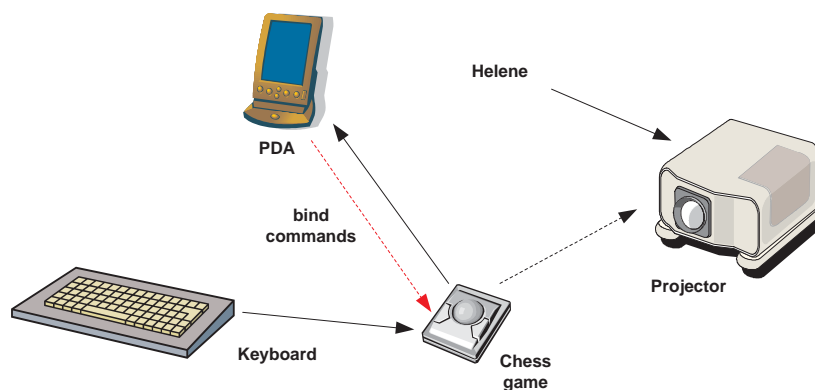 Helene
PDA
bind
commands
Projector
Keyboard
Chess
game